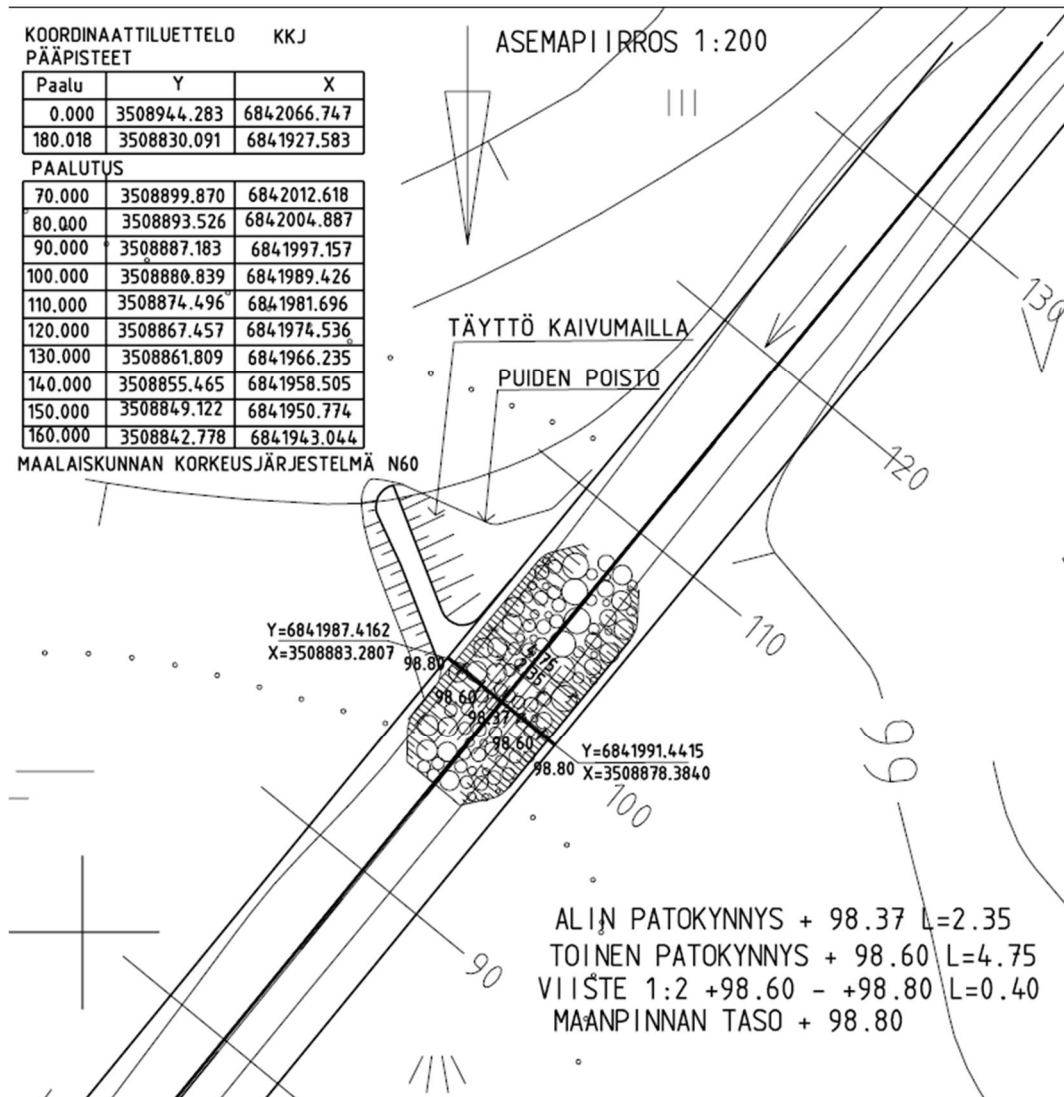 KOORDINAATTILUETTELO KKJ
PÄÄPISTEET
Paalu Y X
0.000 3508944.283 6842066.747
180.018 3508830.091 6841927.583
PAALUTUS
70.000 3508899.870 6842012.618
80.000 3508893.526 6842004.887
90.000 3508887.183 6841997.157
100.000 3508880.839 6841989.426
110.000 3508874.496 6841981.696
120.000 3508867.457 6841974.536
130.000 3508861.809 6841966.235
140.000 3508855.465 6841958.505
150.000 3508849.122 6841950.774
160.000 3508842.778 6841943.044
MAALAISKUNNAN KORKEUSJÄRJESTELMÄ N60
ASEMAPIIRROS 1:200
130
TÄYTTÖ KAIVUMAILLA
PUIDEN POISTO
120
110
Y=6841987.4162
X=3508883.2807
98.80
4.75
2.35
98.60
98.37
98.60
98.80
Y=6841991.4415
X=3508878.3840
99
100
90
ALIN PATOKYNNYS + 98.37 L=2.35
TOINEN PATOKYNNYS + 98.60 L=4.75
VIISTE 1:2 +98.60 - +98.80 L=0.40
MAANPINNAN TASO + 98.80